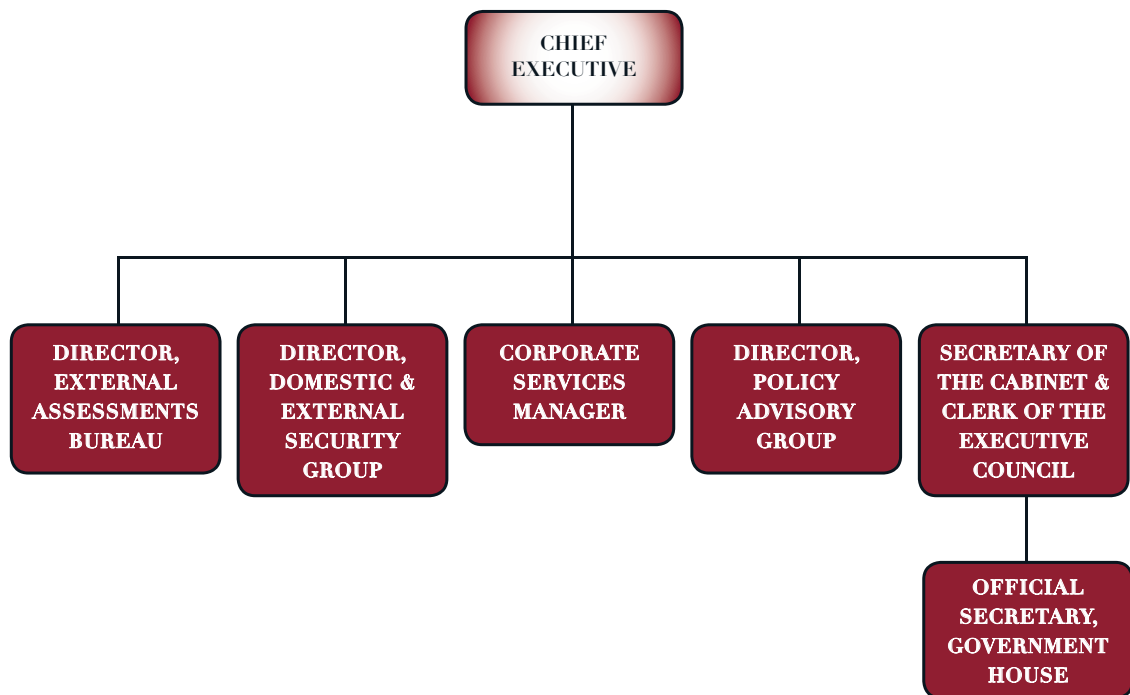 CHIEF
EXECUTIVE
DIRECTOR,
EXTERNAL
ASSESSMENTS
BUREAU
DIRECTOR,
DOMESTIC &
EXTERNAL
SECURITY
GROUP
CORPORATE
SERVICES
MANAGER
DIRECTOR,
POLICY
ADVISORY
GROUP
SECRETARY OF
THE CABINET &
CLERK OF THE
EXECUTIVE
COUNCIL
OFFICIAL
SECRETARY,
GOVERNMENT
HOUSE